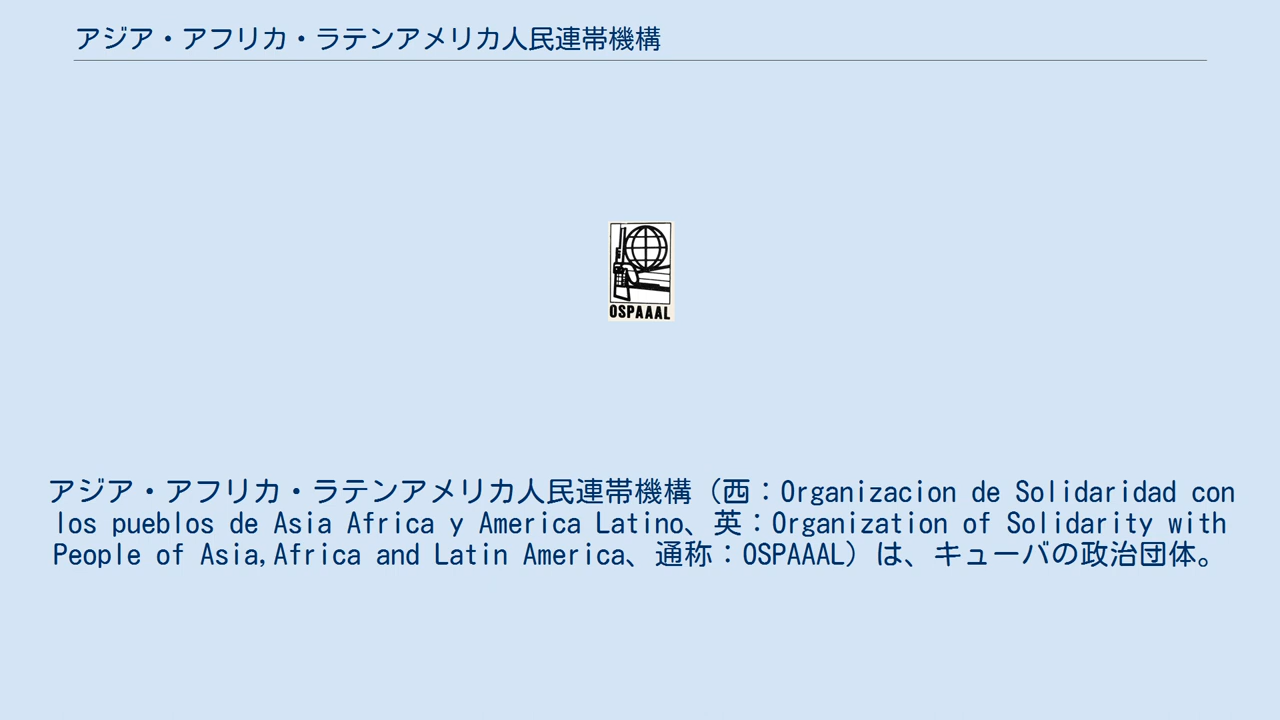 アジア・アフリカ・ラテンアメリカ人民連帯機構
OSPAAAL
アジア・アフリカ・ラテンアメリカ人民連帯機構（西：Organizacion de Solidaridad con
los pueblos de Asia Africa y America Latino、英：Organization of Solidarity with
People of Asia,Africa and Latin America、通称：OSPAAAL）は、キューバの政治団体。